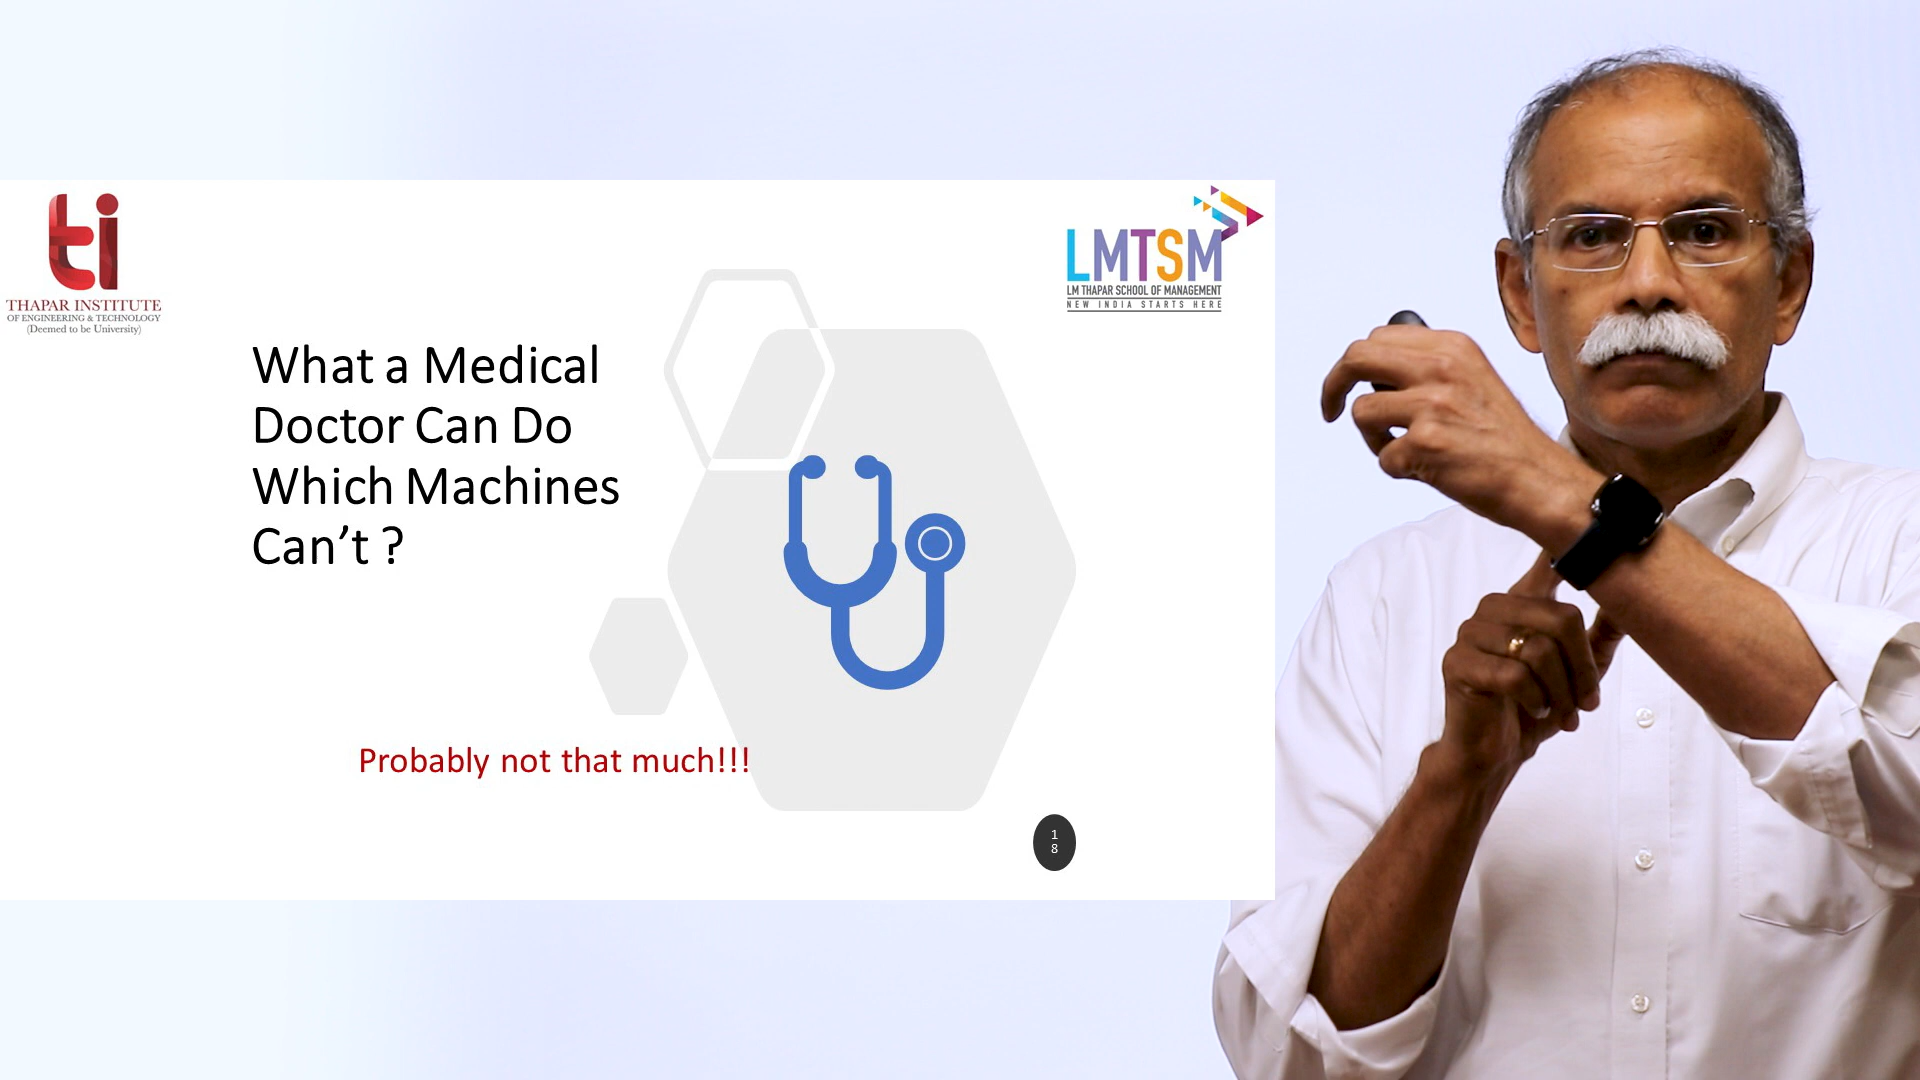 ti
THAPAR INSTITUTE
OF ENGINEERING & TECHNOLOGY
(Deemed to be University)
LMTSM
LM THAPAR SCHOOL OF MANAGEMENT
NEW INDIA STARTS HERE
What a Medical
Doctor Can Do
Which Machines
Can’t ?
Probably not that much!!!
1
8